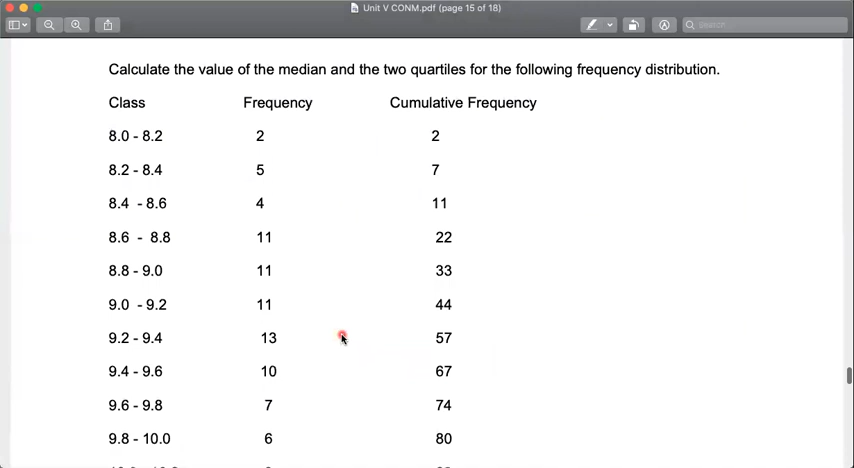 Unit V CONM.pdf (page 15 of 18)
Search
Calculate the value of the median and the two quartiles for the following frequency distribution.
Class Frequency Cumulative Frequency
8.0 - 8.2 2 2
8.2 - 8.4 5 7
8.4 - 8.6 4 11
8.6 - 8.8 11 22
8.8 - 9.0 11 33
9.0 - 9.2 11 44
9.2 - 9.4 13 57
9.4 - 9.6 10 67
9.6 - 9.8 7 74
9.8 - 10.0 6 80